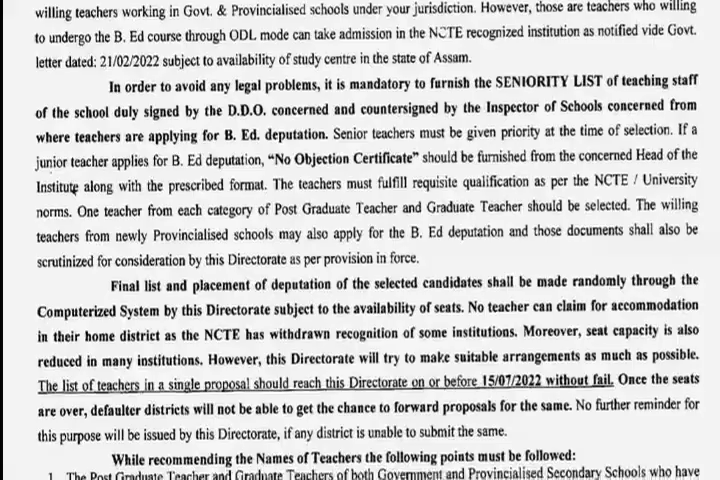 willing teachers working in Govt. & Provincialised schools under your jurisdiction. However, those are teachers who willing
to undergo the B. Ed course through ODL mode can take admission in the NCTE recognized institution as notified vide Govt.
letter dated: 21/02/2022 subject to availability of study centre in the state of Assam.
In order to avoid any legal problems, it is mandatory to furnish the SENIORITY LIST of teaching staff
of the school duly signed by the D.D.O. concerned and countersigned by the Inspector of Schools concerned from
where teachers are applying for B. Ed. deputation. Senior teachers must be given priority at the time of selection. If a
junior teacher applies for B. Ed deputation, “No Objection Certificate” should be furnished from the concerned Head of the
Institute along with the prescribed format. The teachers must fulfill requisite qualification as per the NCTE / University
norms. One teacher from each category of Post Graduate Teacher and Graduate Teacher should be selected. The willing
teachers from newly Provincialised schools may also apply for the B. Ed deputation and those documents shall also be
scrutinized for consideration by this Directorate as per provision in force.
Final list and placement of deputation of the selected candidates shall be made randomly through the
Computerized System by this Directorate subject to the availability of seats. No teacher can claim for accommodation
in their home district as the NCTE has withdrawn recognition of some institutions. Moreover, seat capacity is also
reduced in many institutions. However, this Directorate will try to make suitable arrangements as much as possible.
The list of teachers in a single proposal should reach this Directorate on or before 15/07/2022 without fail. Once the seats
are over, defaulter districts will not be able to get the chance to forward proposals for the same. No further reminder for
this purpose will be issued by this Directorate, if any district is unable to submit the same.
While recommending the Names of Teachers the following points must be followed:
1. The Post Graduate Teacher and Graduate Teachers of both Government and Provincialised Secondary Schools who have